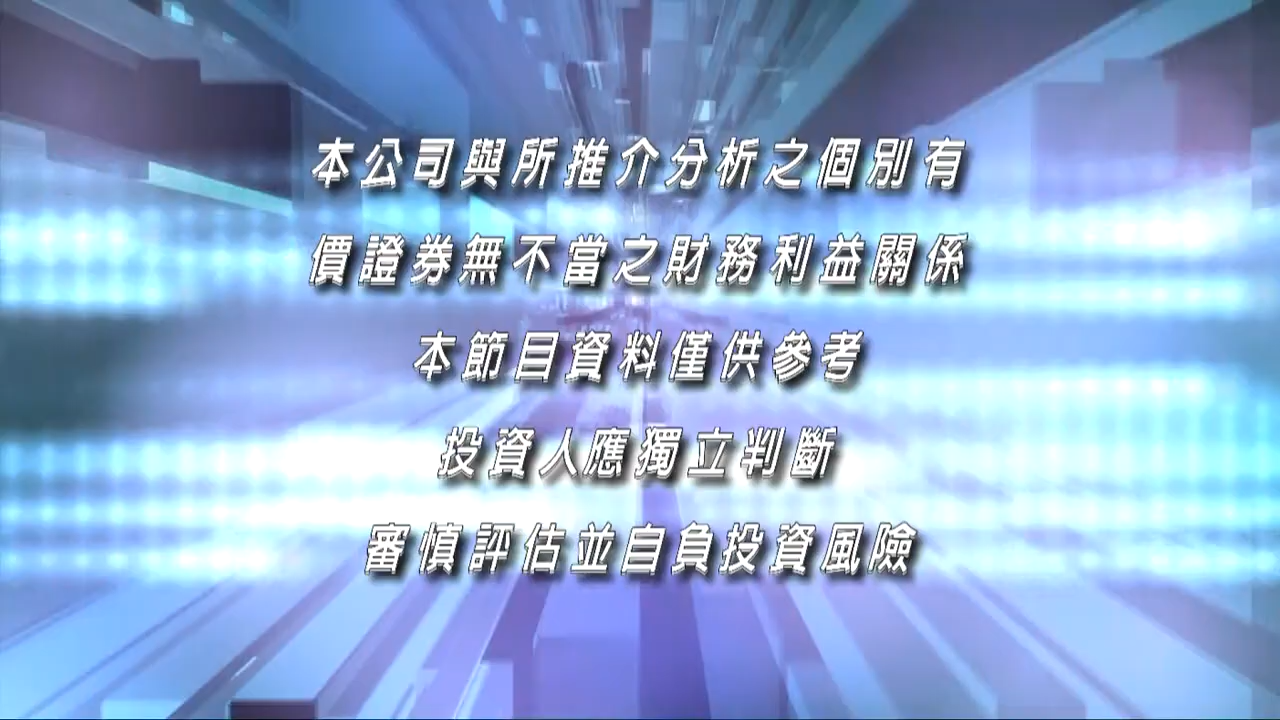 本公司與所推介分析之個別有
價證券無不當之財務利益關係
本節目資料僅供參考
投資人應獨立判斷
審慎評估並自負投資風險